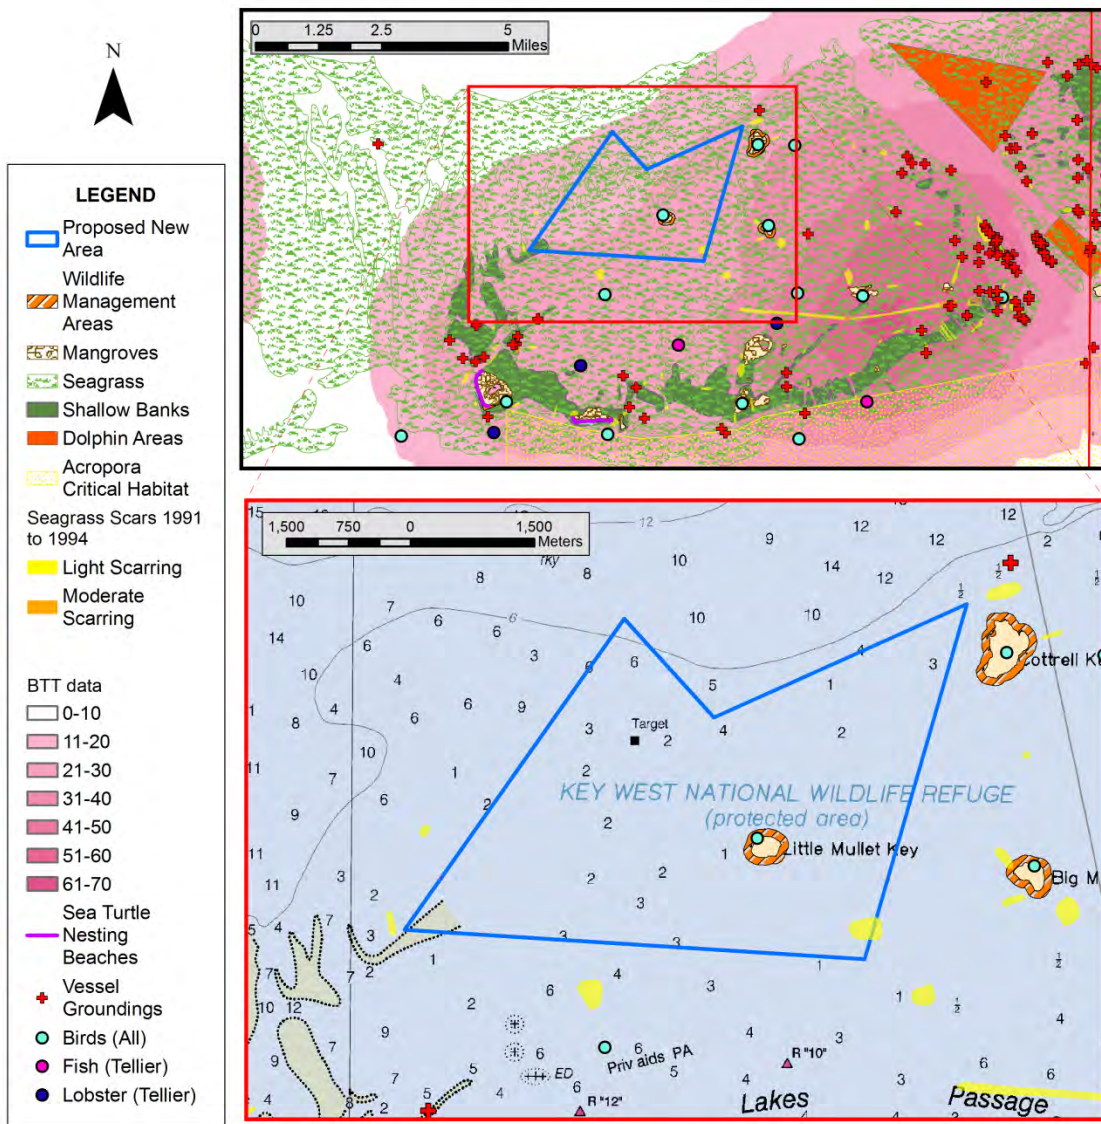 N
LEGEND
Proposed New
Area
Wildlife
Management
Areas
Mangroves
Seagrass
Shallow Banks
Dolphin Areas
Acropora
Critical Habitat
Seagrass Scars 1991
to 1994
Light Scarring
Moderate
Scarring
BTT data
0-10
11-20
21-30
31-40
41-50
51-60
61-70
Sea Turtle
Nesting
Beaches
Vessel
Groundings
Birds (All)
Fish (Tellier)
Lobster (Tellier)
0 1.25 2.5 5
Miles
1,500 750 0 1,500
Meters
rky
Target
KEY WEST NATIONAL WILDLIFE REFUGE
(protected area)
Cottrell K
Little Mullet Key
Big M
Priv aids PA
ED
R "10"
R "12"
Lakes Passage